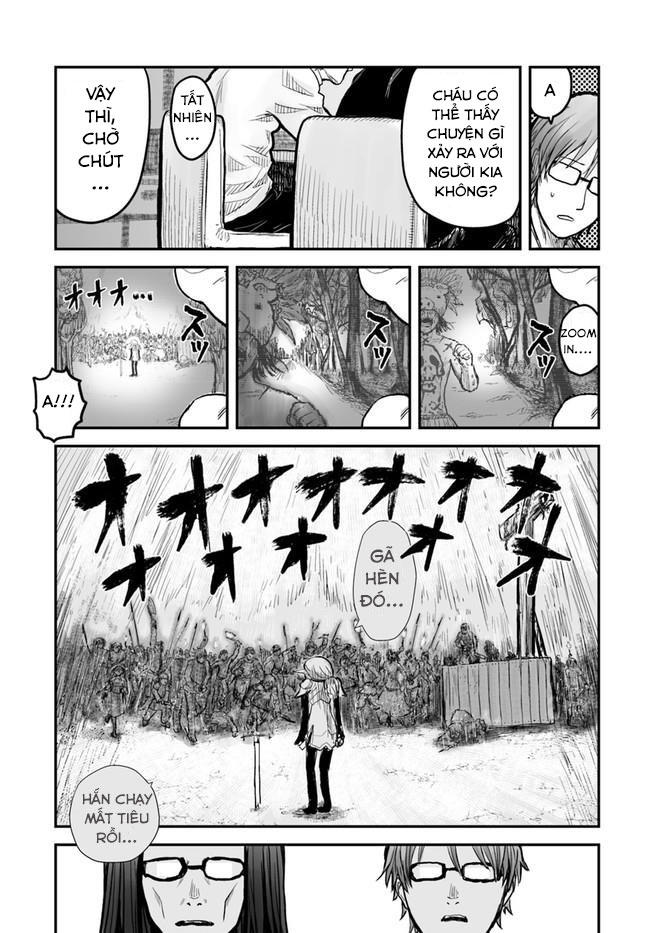 A
CHÁU CÓ
THỂ THẤY
CHUYỆN GÌ
XẢY RA VỚI
NGƯỜI KIA
KHÔNG?
TẤT
NHIÊN
...
VẬY
THÌ,
CHỜ
CHÚT
...
ZOOM
IN....
スッ
スッ
オオオ...
A!!!
オオオオオオオ
オオオオオ
GÃ
HÈN
ĐÓ...
HẮN CHẠY
MẤT TIÊU
RỒI...